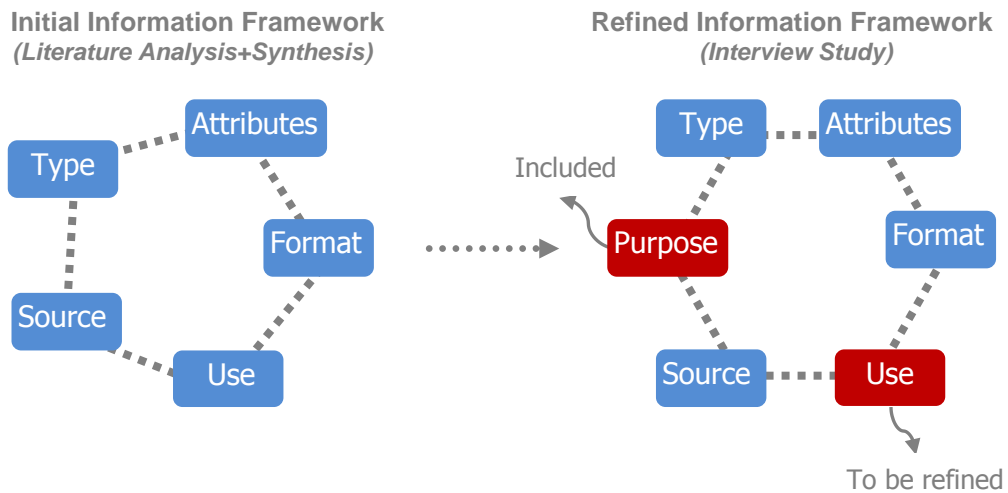 Initial Information Framework
(Literature Analysis+Synthesis)
Attributes
Type
Format
Source
Use
Refined Information Framework
(Interview Study)
Type
Attributes
Included
Purpose
Format
Source
Use
To be refined